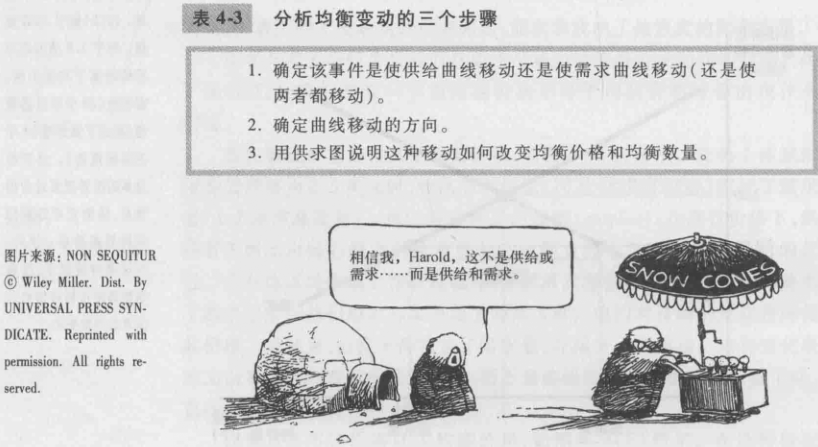 表 4-3 分析均衡变动的三个步骤
1. 确定该事件是使供给曲线移动还是使需求曲线移动(还是使
两者都移动)。
2. 确定曲线移动的方向。
3. 用供求图说明这种移动如何改变均衡价格和均衡数量。
图片来源: NON SEQUITUR
© Wiley Miller. Dist. By
UNIVERSAL PRESS SYN-
DICATE. Reprinted with
permission. All rights re-
served.
相信我, Harold, 这不是供给或
需求……而是供给和需求。
SNOW CONES